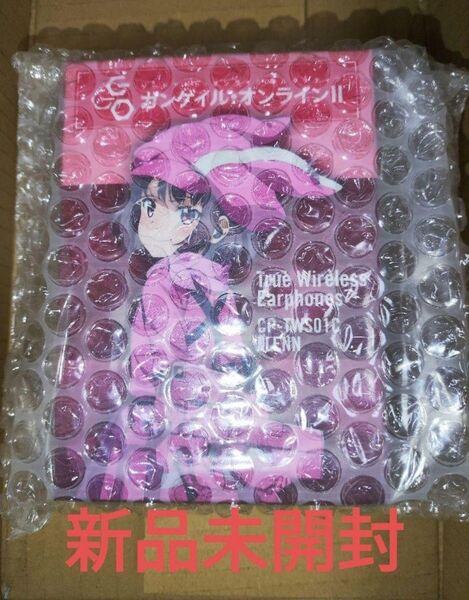 GGO
ガンゲイル・オンラインII
True Wireless
Earphones
CP-TWS01C
LLENN
新品未開封